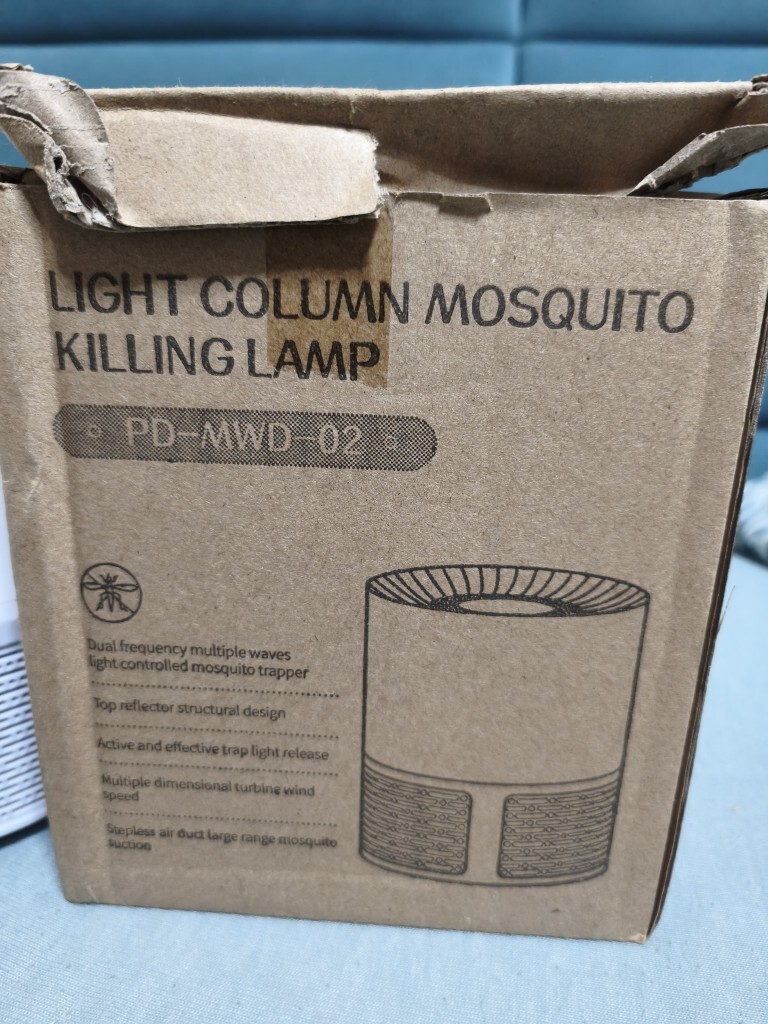 LIGHT COLUMN MOSQUITO
KILLING LAMP
PD-MWD-02
Dual frequency multiple waves
light controlled mosquito trapper
Top reflector structural design
Active and effective trap light release
Multiple dimensional turbine wind
speed
Stepless air duct large range mosquito
suction